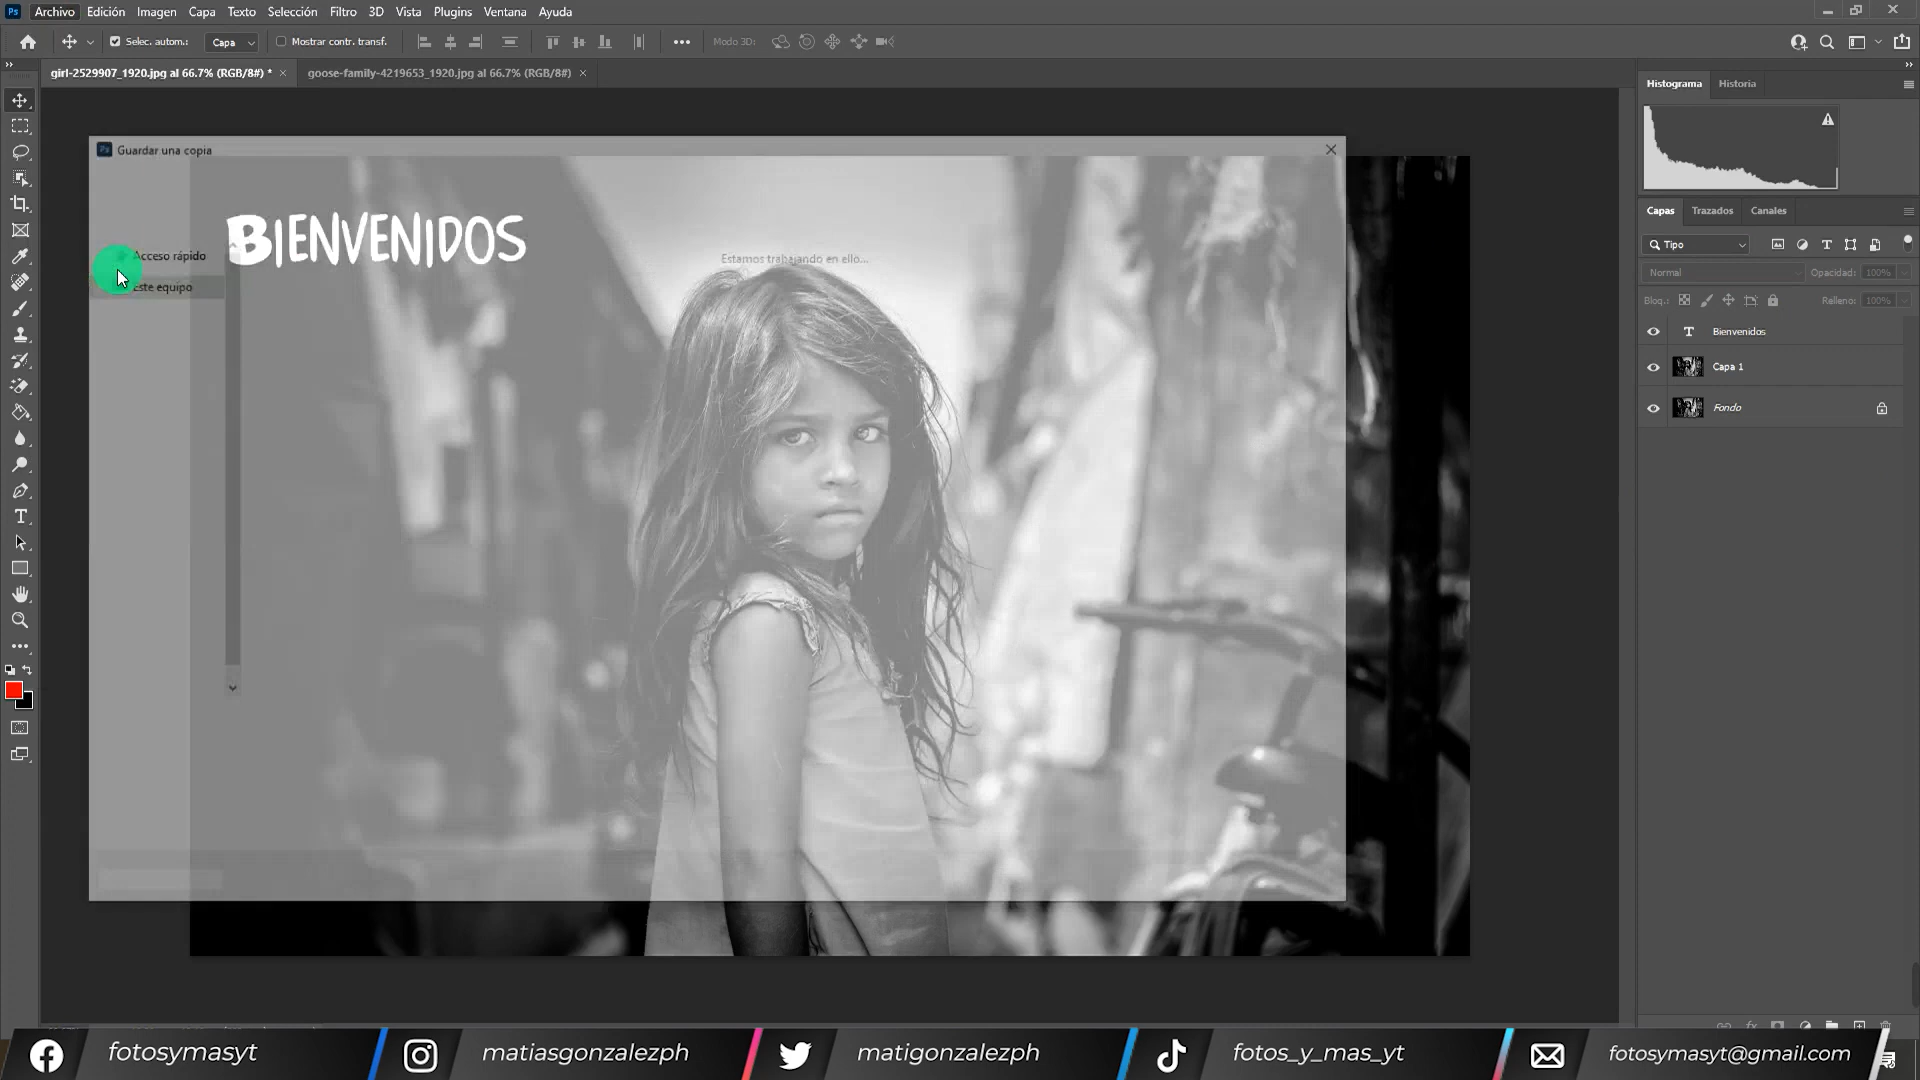 Ps Archivo Edición Imagen Capa Texto Selección Filtro 3D Vista Plugins Ventana Ayuda
Selec. autom.: Capa Mostrar contr. transf. Modo 3D:
girl-2529907_1920.jpg al 66.7% (RGB/8#) * goose-family-4219653_1920.jpg al 66.7% (RGB/8#)
Histograma Historia
Ps Guardar una copia
BIENVENIDOS
Acceso rápido
Estamos trabajando en ello...
Este equipo
Capas Trazados Canales
Tipo
Normal Opacidad: 100%
Bloq.: Relleno: 100%
Bienvenidos
Capa 1
Fondo
fotosymasyt matiasgonzalezph matigonzalezph fotos_y_mas_yt fotosymasyt@gmail.com